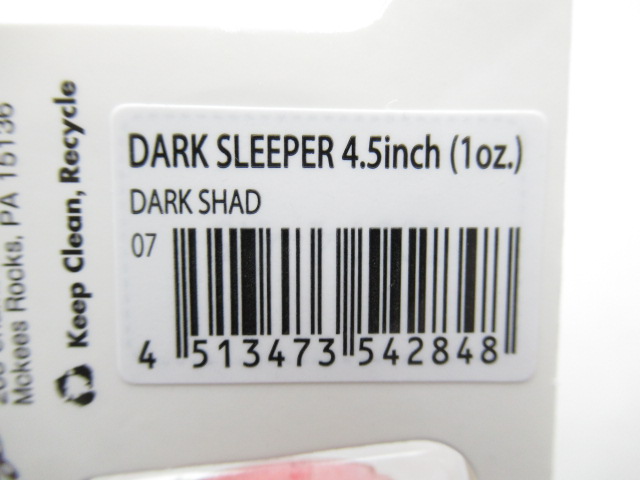 DARK SLEEPER 4.5inch (1oz.)
DARK SHAD
07
4 513473 542848
Keep Clean, Recycle
Mckees Rocks, PA 15136